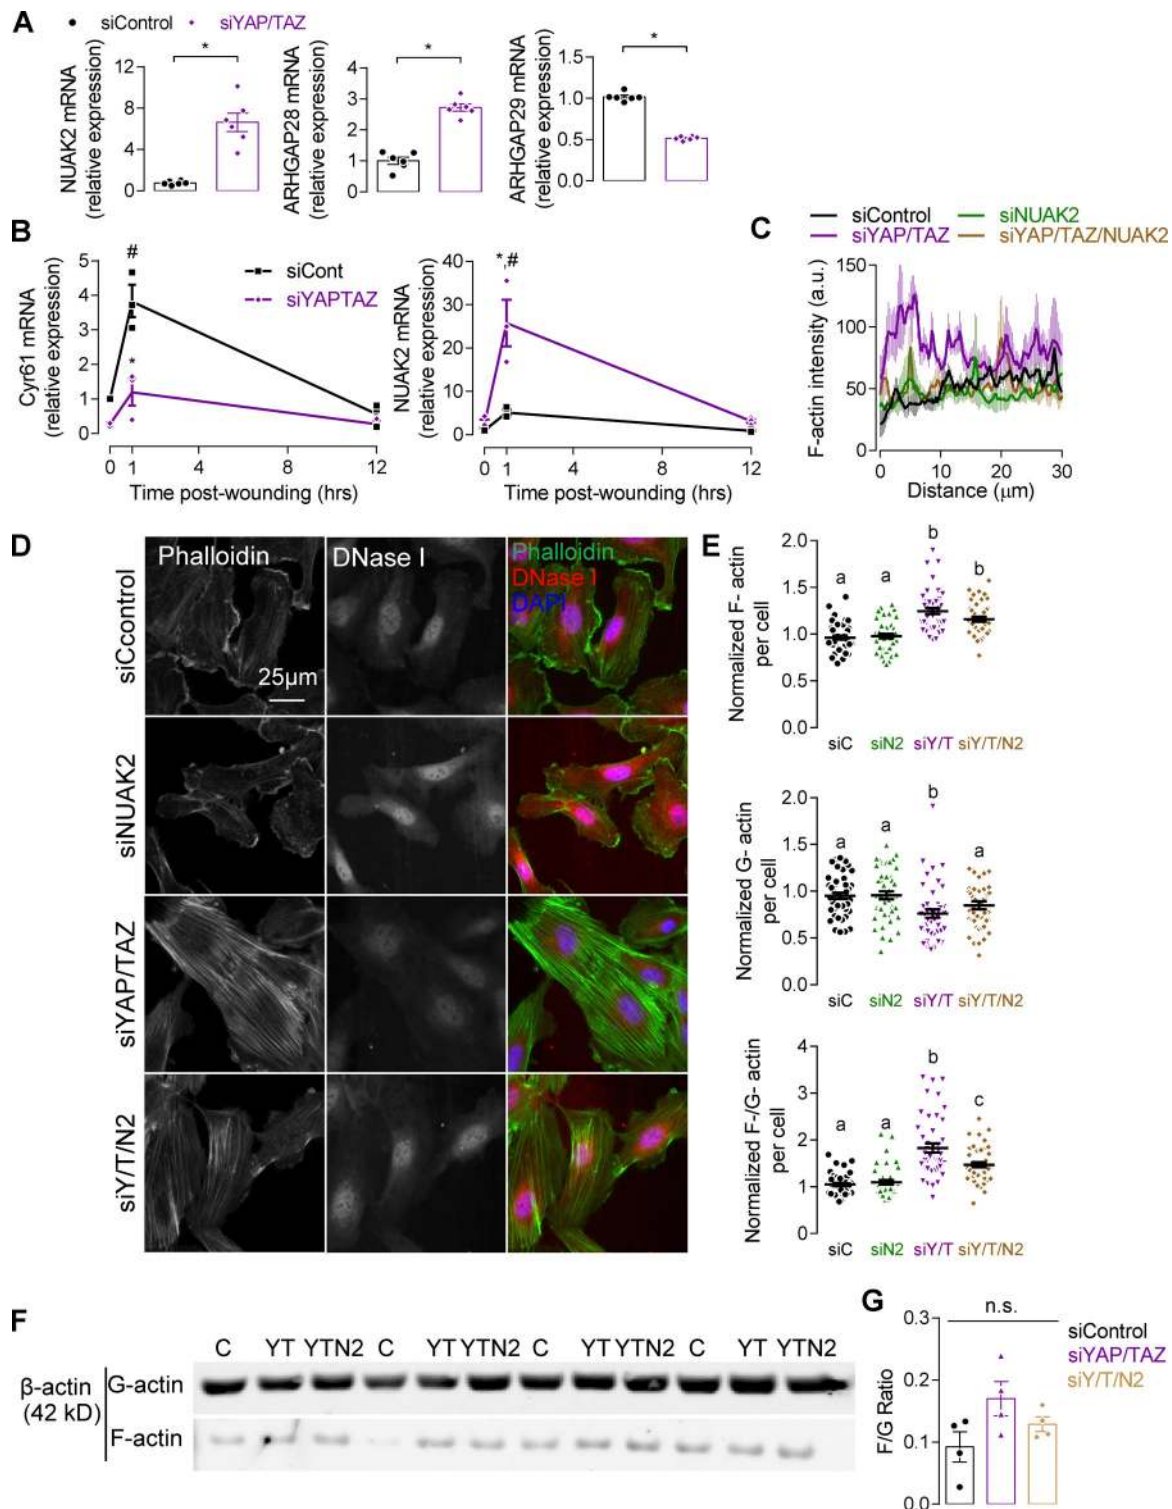 A
siControl
siYAP/TAZ
NUAK2 mRNA
(relative expression)
12
8
4
0
*
ARHGAP28 mRNA
(relative expression)
4
3
2
1
0
*
ARHGAP29 mRNA
(relative expression)
1.0
0.5
0.0
*
B
Cyr61 mRNA
(relative expression)
5
4
3
2
1
0
#
*
siCont
siYAPTAZ
0 1 4 8 12
Time post-wounding (hrs)
NUAK2 mRNA
(relative expression)
40
30
20
10
0
*,#
0 1 4 8 12
Time post-wounding (hrs)
C
siControl
siNUAK2
siYAP/TAZ
siYAP/TAZ/NUAK2
F-actin intensity (a.u.)
150
100
50
0
0 10 20 30
Distance (μm)
D
Phalloidin
DNase I
Phalloidin
DNase I
DAPI
25μm
siControl
siNUAK2
siYAP/TAZ
siY/T/N2
E
Normalized F- actin
per cell
2.0
1.5
1.0
0.5
0.0
a a b b
siC siN2 siY/T siY/T/N2
Normalized G- actin
per cell
2.0
1.5
1.0
0.5
0.0
a a b a
siC siN2 siY/T siY/T/N2
Normalized F-/G- actin
per cell
4
3
2
1
0
a a b c
siC siN2 siY/T siY/T/N2
F
C YT YTN2 C YT YTN2 C YT YTN2 C YT YTN2
β-actin
(42 kD)
G-actin
F-actin
G
F/G Ratio
0.3
0.2
0.1
0.0
n.s.
siControl
siYAP/TAZ
siY/T/N2